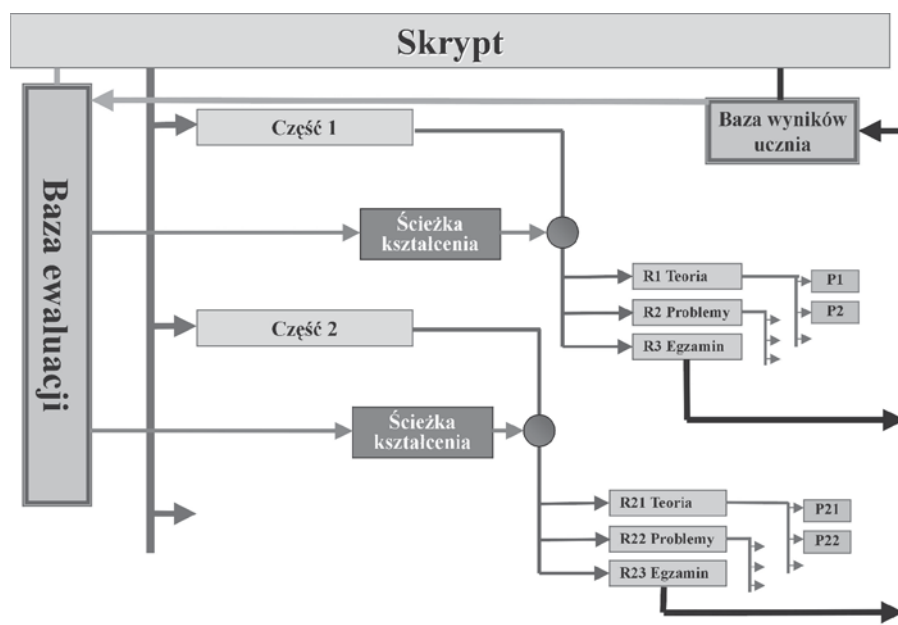 Skrypt
Baza wyników
ucznia
Baza ewaluacji
Część 1
Ścieżka
kształcenia
R1 Teoria
P1
R2 Problemy
P2
R3 Egzamin
Część 2
Ścieżka
kształcenia
R21 Teoria
P21
R22 Problemy
P22
R23 Egzamin